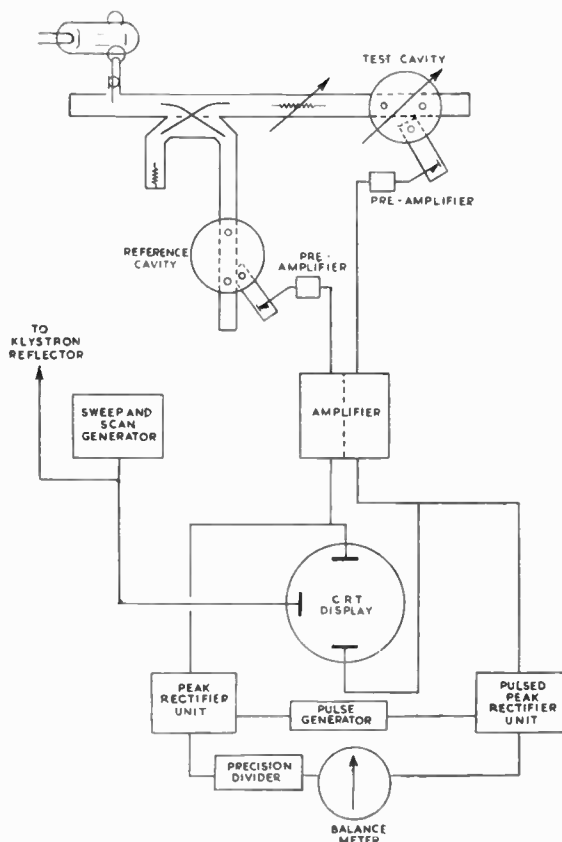 TEST CAVITY
PRE-AMPLIFIER
REFERENCE
CAVITY
PRE-
AMPLIFIER
TO
KLYSTRON
REFLECTOR
SWEEP AND
SCAN
GENERATOR
AMPLIFIER
C R T
DISPLAY
PEAK
RECTIFIER
UNIT
PULSE
GENERATOR
PULSED
PEAK
RECTIFIER
UNIT
PRECISION
DIVIDER
BALANCE
METER